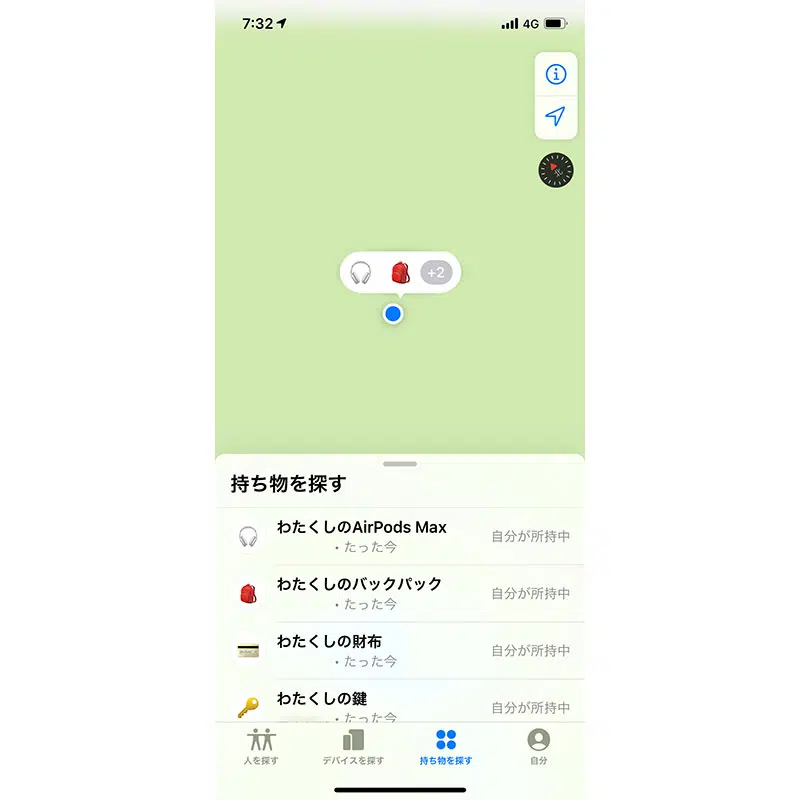 7:32
4G
北
+2
持ち物を探す
わたくしのAirPods Max
・たった今
自分が所持中
わたくしのバックパック
・たった今
自分が所持中
わたくしの財布
・たった今
自分が所持中
わたくしの鍵
・たった今
自分が所持中
人を探す
デバイスを探す
持ち物を探す
自分